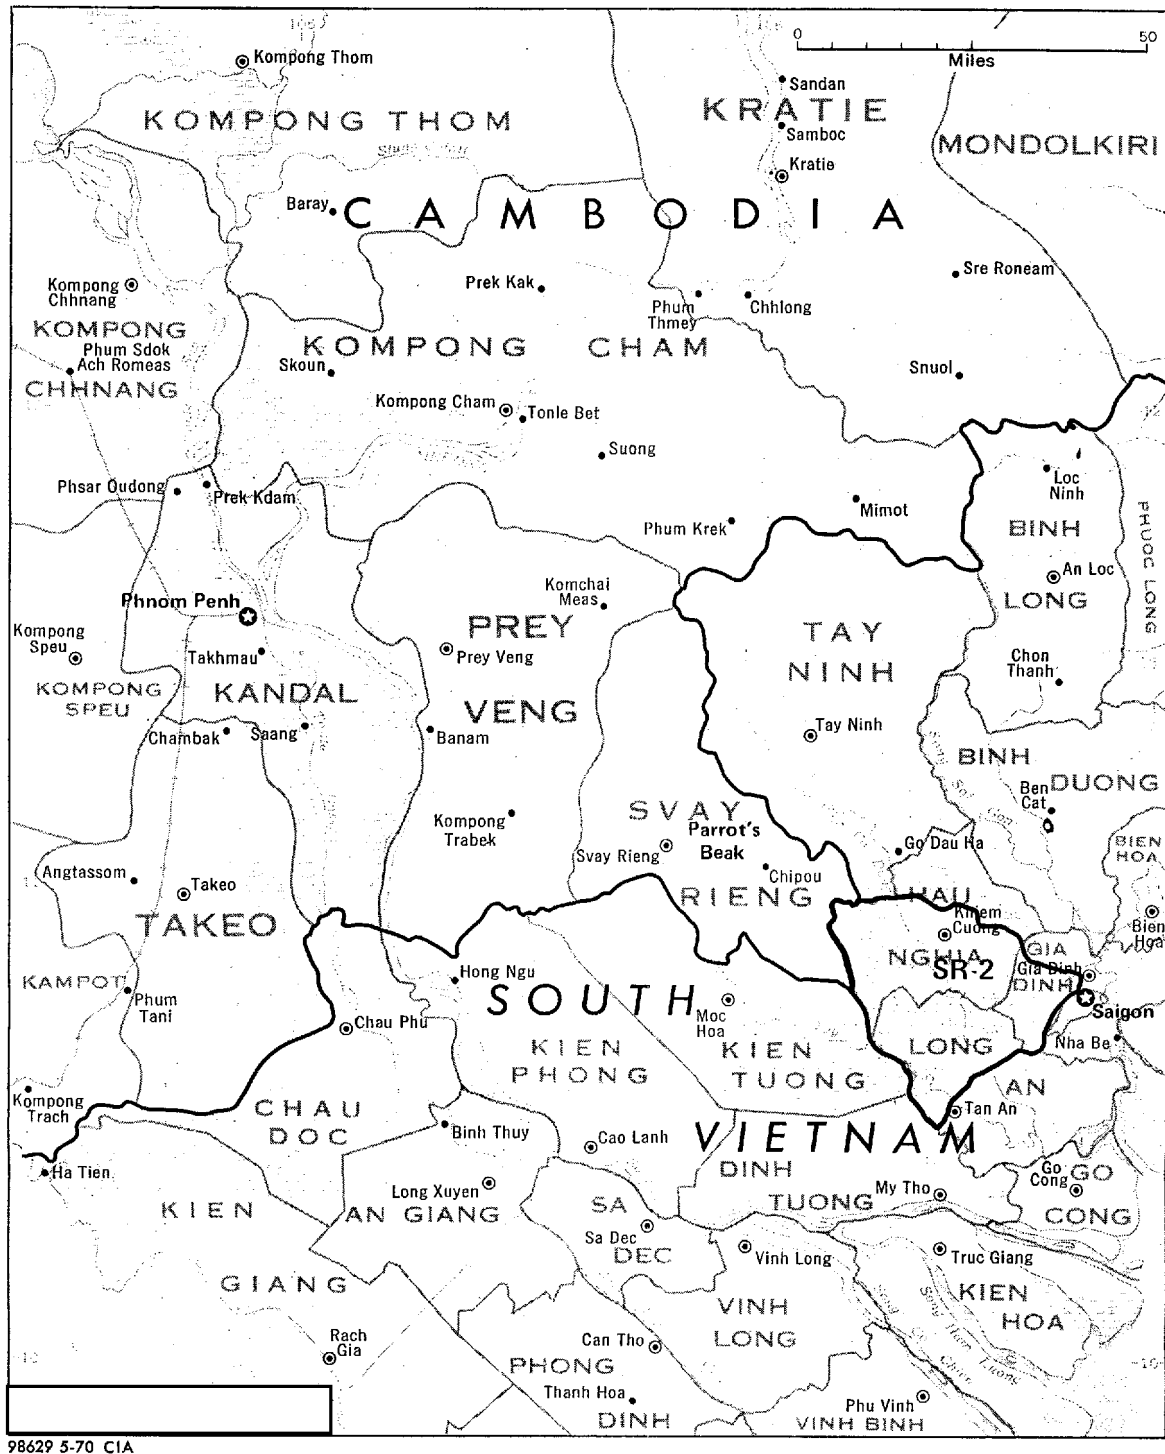 0 50
Miles
Kompong Thom
KOMPONG THOM
Sandan
KRATIE
Samboc
MONDOLKIRI
Kratie
Baray
CAMBODIA
Sre Roneam
Kompong
Chhnang
Prek Kak
Phum
Thmey
Chhlong
KOMPONG
CHHNANG
Phum Sdok
Ach Romeas
KOMPONG CHAM
Skoun
Snuol
Kompong Cham
Tonle Bet
Suong
Loc
Ninh
Phsar Oudong
Prek Kdam
Mimot
Phum Krek
BINH
LONG
PHUOC LONG
An Loc
Komchai
Meas
Phnom Penh
PREY
VENG
TAY
NINH
Kompong
Speu
Takhmau
Prey Veng
Chon
Thanh
KOMPONG
SPEU
KANDAL
Chambak
Saang
Banam
Tay Ninh
BINH
DUONG
Ben
Cat
Kompong
Trabek
SVAY
RIENG
Parrot's
Beak
Svay Rieng
Chipou
Go Dau Ha
BIEN
HOA
Angtassom
Takeo
TAKEO
HAU
NGHIA
Khiem
Cuong
Bien
Hoa
SR-2
GIA
DINH
Gia Dinh
KAMPOT
Phum
Tani
Hong Ngu
SOUTH
Moc
Hoa
Saigon
Chau Phu
KIEN
PHONG
KIEN
TUONG
LONG
AN
Nha Be
Kompong
Trach
CHAU
DOC
Tan An
Binh Thuy
Cao Lanh
VIETNAM
Ha Tien
DINH
TUONG
Go
Cong
GO
CONG
KIEN
GIANG
Long Xuyen
AN GIANG
SA
DEC
Sa Dec
My Tho
Vinh Long
Truc Giang
KIEN
HOA
VINH
LONG
Rach
Gia
Can Tho
PHONG
DINH
Thanh Hoa
Phu Vinh
VINH BINH
98629 5-70 CIA